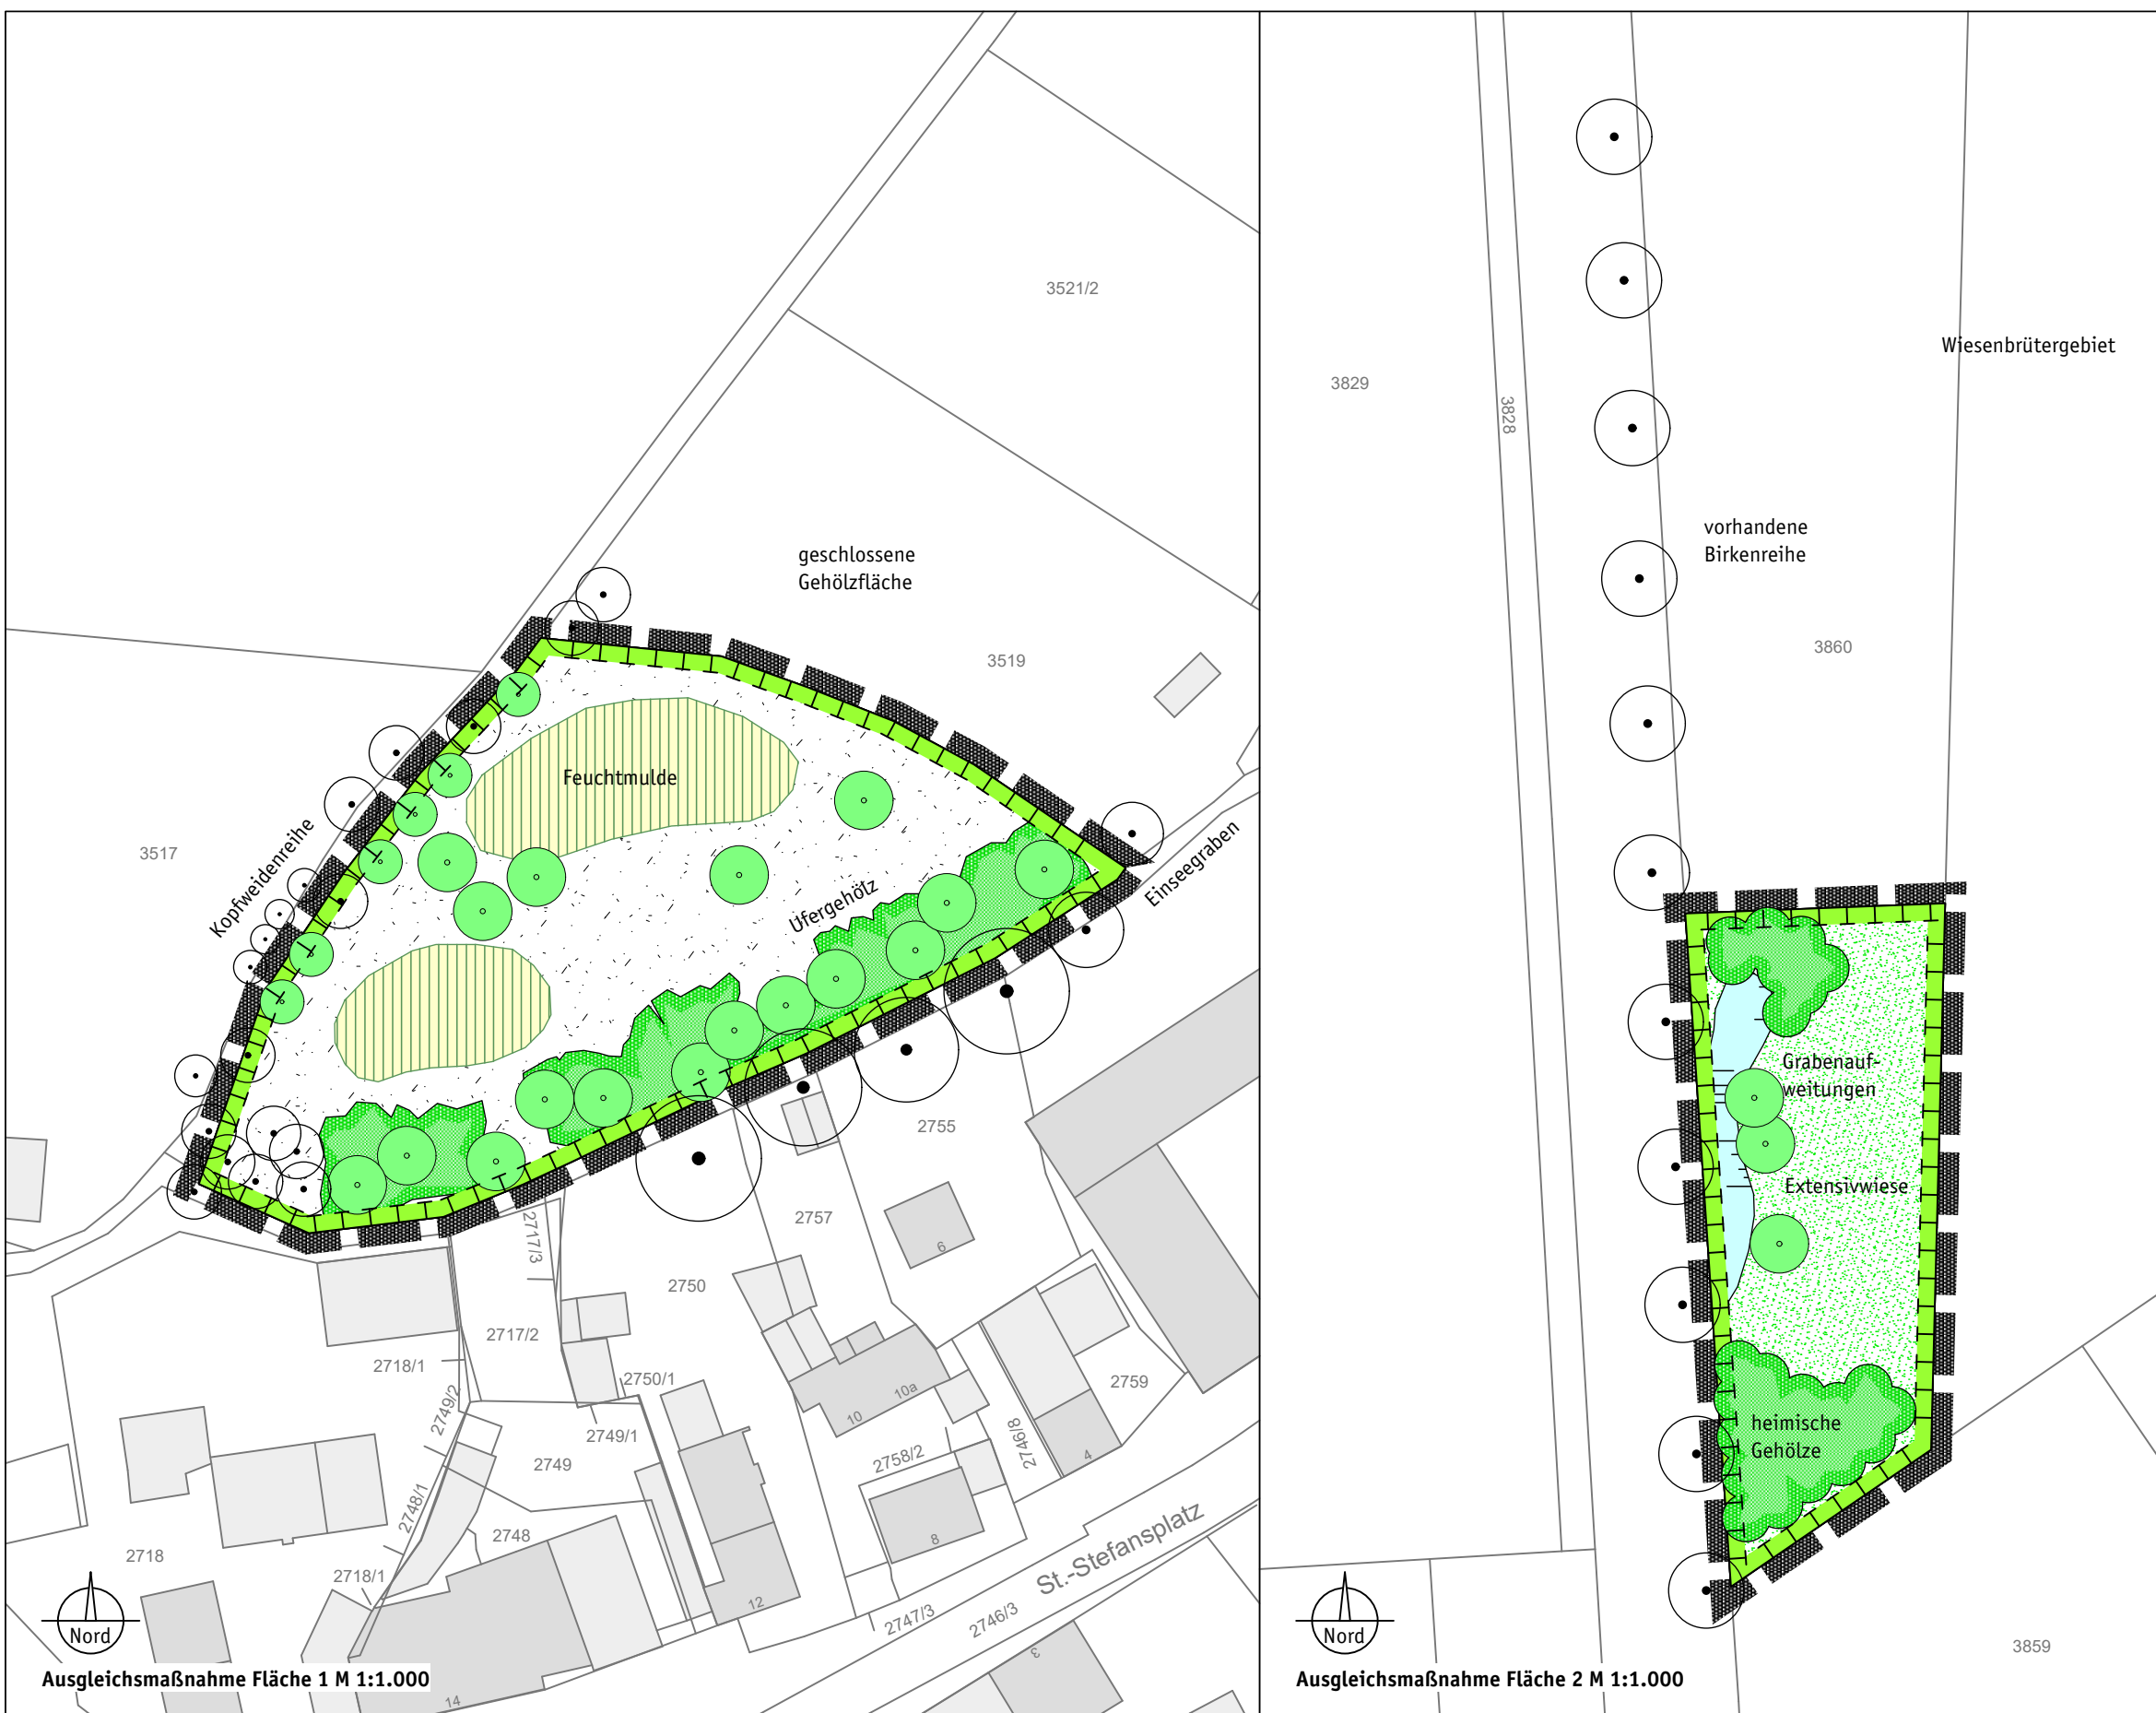 3521/2
geschlossene
Gehölzfläche
3519
Feuchtmulde
Kopfweidenreihe
3517
Ufergehölz
Einseegraben
2755
2757
6
2717/3
2750
2717/2
2718/1
2750/1
2759
2749/2
10a
10
2749/1
2746/8
4
2749
2758/2
2748/1
2748
8
2718
2718/1
St.-Stefansplatz
12
2747/3
2746/3
3
14
Nord
Ausgleichsmaßnahme Fläche 1 M 1:1.000
Wiesenbrütergebiet
3829
3828
vorhandene
Birkenreihe
3860
Grabenauf-
weitungen
Extensivwiese
heimische
Gehölze
3859
Nord
Ausgleichsmaßnahme Fläche 2 M 1:1.000